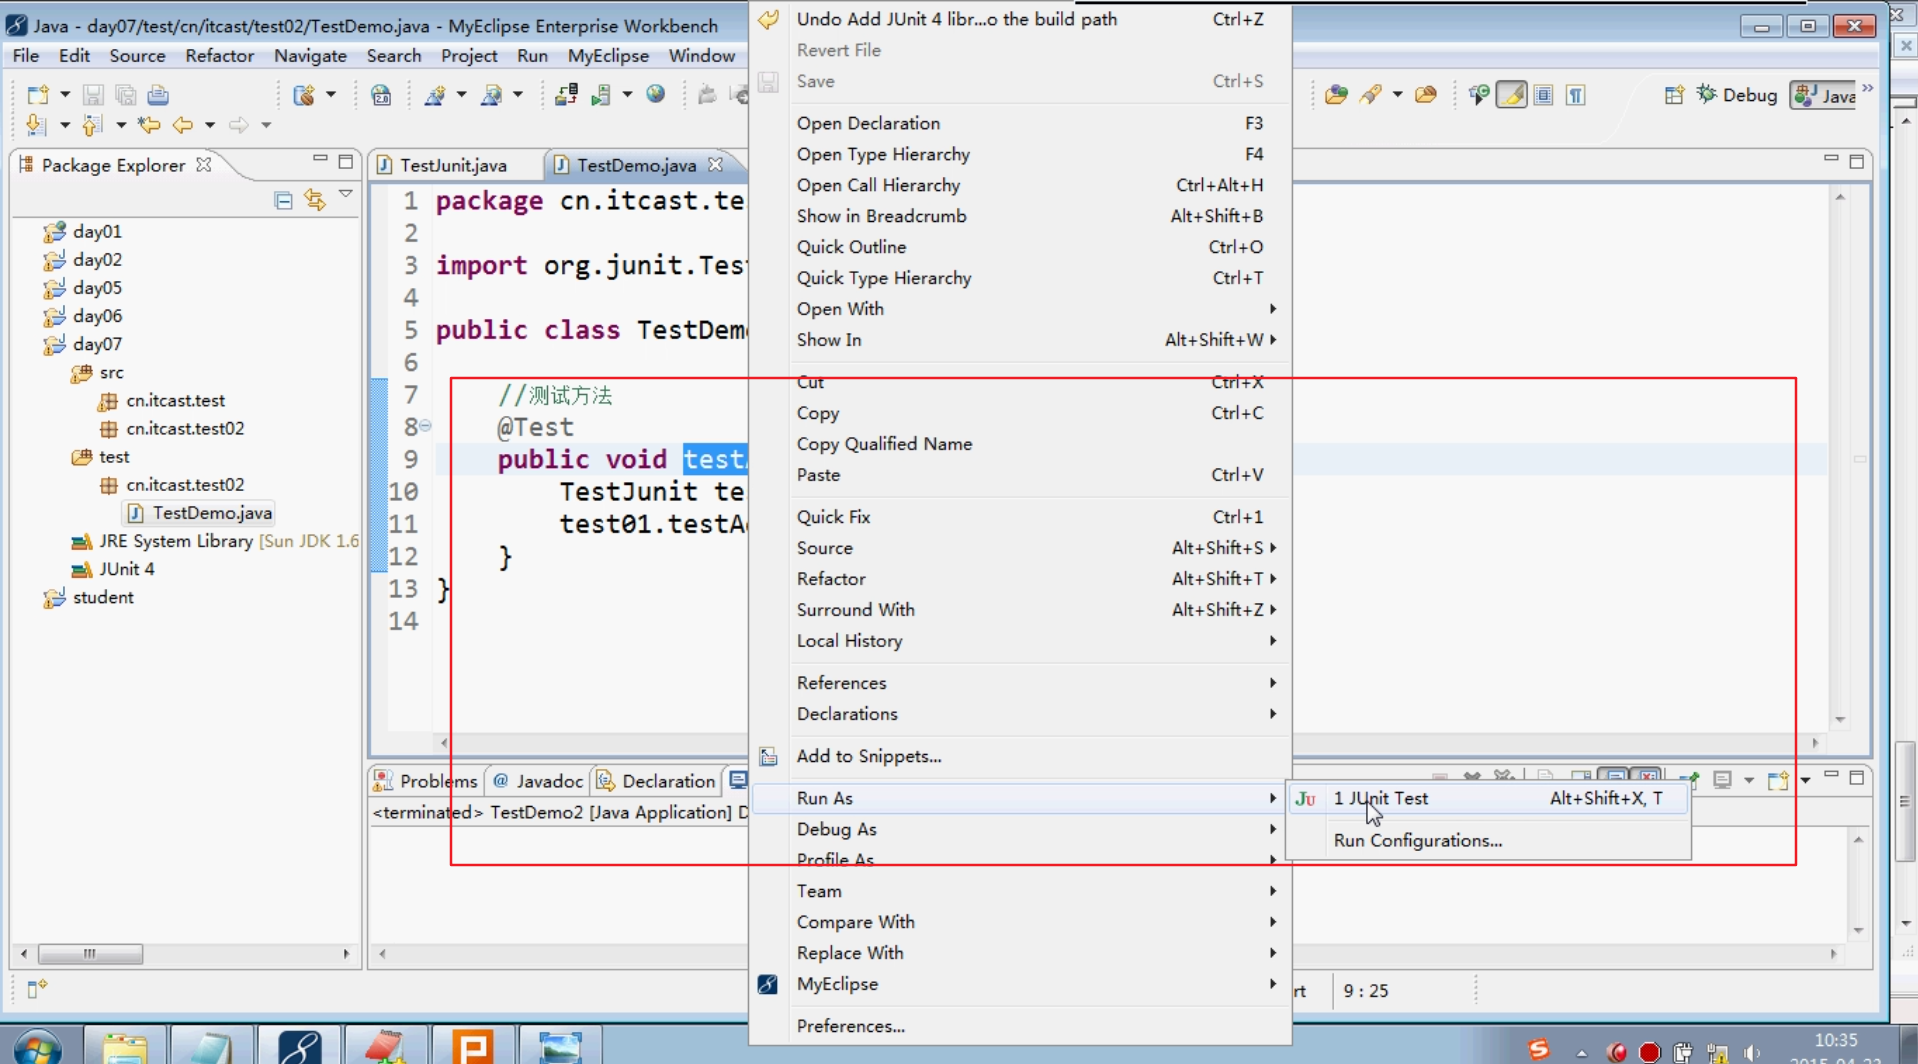 Java - day07/test/cn/itcast/test02/TestDemo.java - MyEclipse Enterprise Workbench
File Edit Source Refactor Navigate Search Project Run MyEclipse Window
Debug
Java
Package Explorer
day01
day02
day05
day06
day07
src
cn.itcast.test
cn.itcast.test02
test
cn.itcast.test02
TestDemo.java
JRE System Library [Sun JDK 1.6
JUnit 4
student
TestJunit.java
TestDemo.java
1 package cn.itcast.te
2
3 import org.junit.Tes
4
5 public class TestDem
6
7 //测试方法
8 @Test
9 public void test
10 TestJunit te
11 test01.testA
12 }
13 }
14
Problems
@ Javadoc
Declaration
<terminated> TestDemo2 [Java Application] D
Undo Add JUnit 4 libr...o the build path Ctrl+Z
Revert File
Save Ctrl+S
Open Declaration F3
Open Type Hierarchy F4
Open Call Hierarchy Ctrl+Alt+H
Show in Breadcrumb Alt+Shift+B
Quick Outline Ctrl+O
Quick Type Hierarchy Ctrl+T
Open With
Show In Alt+Shift+W
Cut Ctrl+X
Copy Ctrl+C
Copy Qualified Name
Paste Ctrl+V
Quick Fix Ctrl+1
Source Alt+Shift+S
Refactor Alt+Shift+T
Surround With Alt+Shift+Z
Local History
References
Declarations
Add to Snippets...
Run As
Debug As
Profile As
Team
Compare With
Replace With
MyEclipse
Preferences...
Ju 1 JUnit Test Alt+Shift+X, T
Run Configurations...
rt
9 : 25
10:35